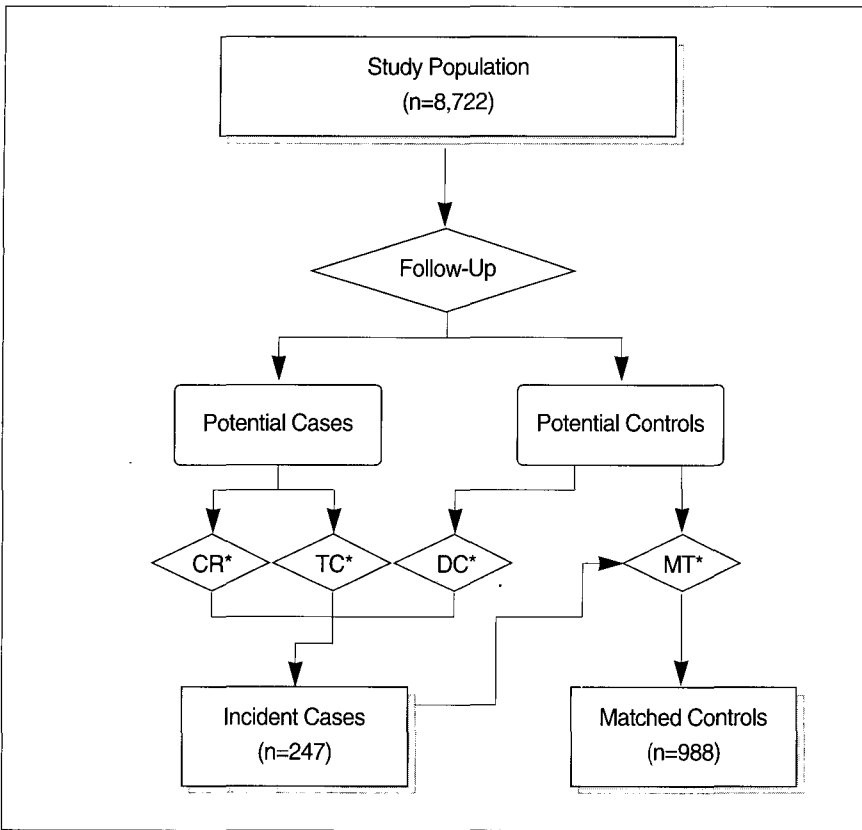 Study Population
(n=8,722)
Follow-Up
Potential Cases
Potential Controls
CR*
TC*
DC*
MT*
Incident Cases
(n=247)
Matched Controls
(n=988)